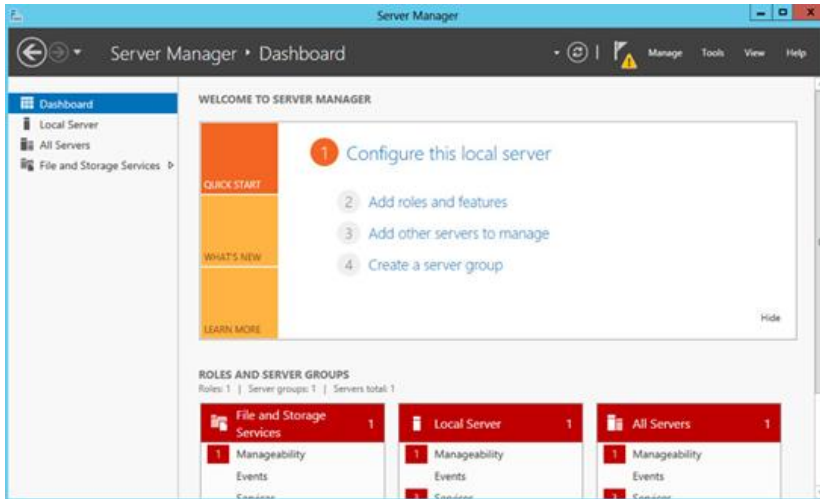 Server Manager
Server Manager • Dashboard
Manage Tools View Help
Dashboard
Local Server
All Servers
File and Storage Services
WELCOME TO SERVER MANAGER
QUICK START
WHAT'S NEW
LEARN MORE
1 Configure this local server
2 Add roles and features
3 Add other servers to manage
4 Create a server group
Hide
ROLES AND SERVER GROUPS
Roles: 1 | Server groups: 1 | Servers total: 1
File and Storage
Services 1
1 Manageability
Events
Services
Local Server 1
1 Manageability
Events
Services
All Servers 1
1 Manageability
Events
Services